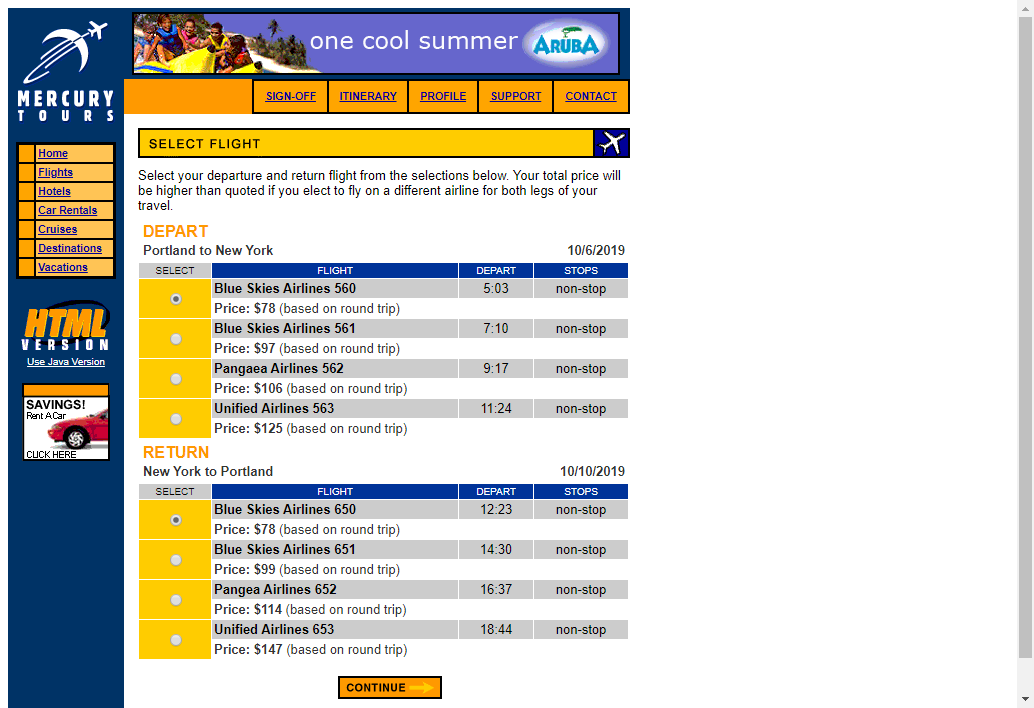 one cool summer ARUBA
MERCURY
TOURS
SIGN-OFF ITINERARY PROFILE SUPPORT CONTACT
Home
Flights
Hotels
Car Rentals
Cruises
Destinations
Vacations
HTML
VERSION
Use Java Version
SAVINGS!
Rent A Car
CLICK HERE
SELECT FLIGHT
Select your departure and return flight from the selections below. Your total price will
be higher than quoted if you elect to fly on a different airline for both legs of your
travel.
DEPART
Portland to New York 10/6/2019
SELECT FLIGHT DEPART STOPS
Blue Skies Airlines 560 5:03 non-stop
Price: $78 (based on round trip)
Blue Skies Airlines 561 7:10 non-stop
Price: $97 (based on round trip)
Pangaea Airlines 562 9:17 non-stop
Price: $106 (based on round trip)
Unified Airlines 563 11:24 non-stop
Price: $125 (based on round trip)
RETURN
New York to Portland 10/10/2019
SELECT FLIGHT DEPART STOPS
Blue Skies Airlines 650 12:23 non-stop
Price: $78 (based on round trip)
Blue Skies Airlines 651 14:30 non-stop
Price: $99 (based on round trip)
Pangea Airlines 652 16:37 non-stop
Price: $114 (based on round trip)
Unified Airlines 653 18:44 non-stop
Price: $147 (based on round trip)
CONTINUE